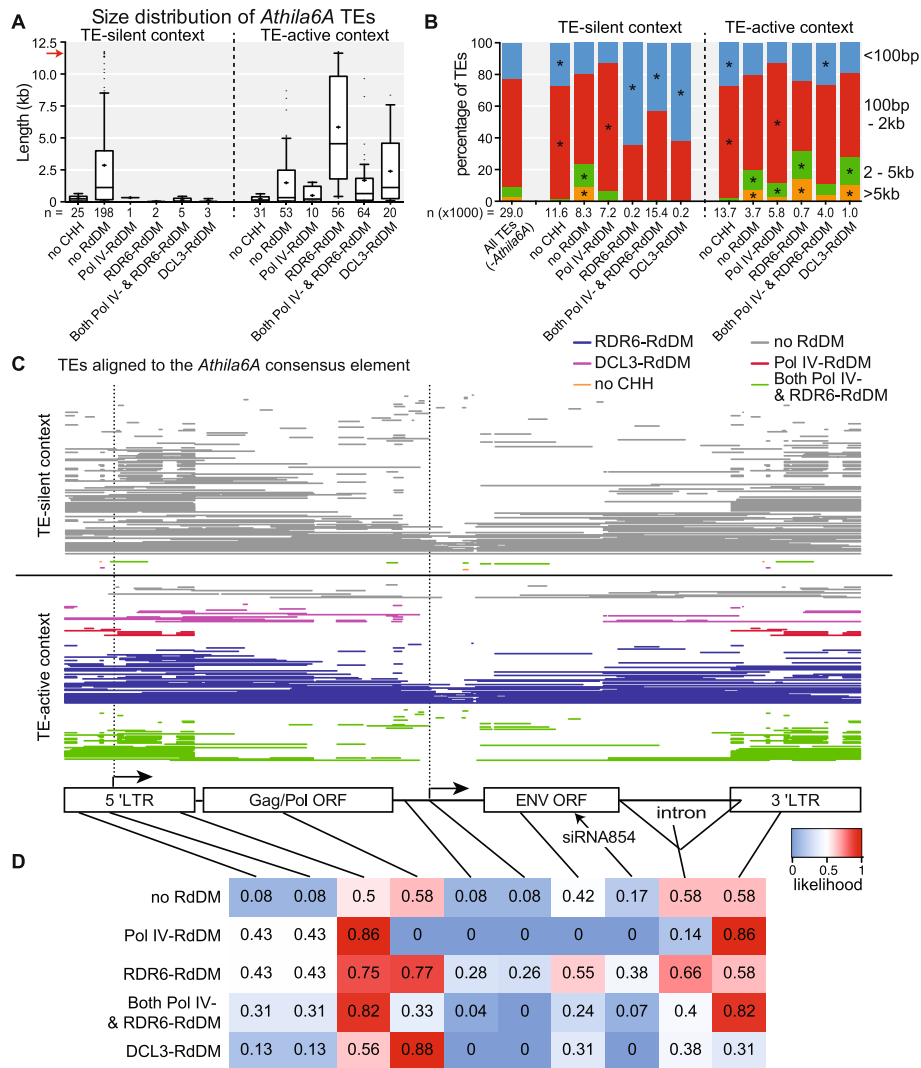 A
Size distribution of Athila6A TEs
TE-silent context
TE-active context
Length (kb)
12.5
10.0
7.5
5.0
2.5
0
n = 25 198 1 2 5 3 31 53 10 56 64 20
no CHH
no RdDM
Pol IV-RdDM
RDR6-RdDM
Both Pol IV- & RDR6-RdDM
DCL3-RdDM
no CHH
no RdDM
Pol IV-RdDM
RDR6-RdDM
Both Pol IV- & RDR6-RdDM
DCL3-RdDM
B
TE-silent context
TE-active context
percentage of TEs
100
80
60
40
20
0
<100bp
100bp
- 2kb
2 - 5kb
>5kb
* * * * * * * * * * * * * * * * * * * *
n (x1000) 29.0 11.6 8.3 7.2 0.2 15.4 0.2 13.7 3.7 5.8 0.7 4.0 1.0
All TEs
(-Athila6A)
no CHH
no RdDM
Pol IV-RdDM
RDR6-RdDM
Both Pol IV- & RDR6-RdDM
DCL3-RdDM
no CHH
no RdDM
Pol IV-RdDM
RDR6-RdDM
Both Pol IV- & RDR6-RdDM
DCL3-RdDM
C
TEs aligned to the Athila6A consensus element
RDR6-RdDM
DCL3-RdDM
no CHH
no RdDM
Pol IV-RdDM
Both Pol IV-
& RDR6-RdDM
TE-silent context
TE-active context
5 'LTR
Gag/Pol ORF
ENV ORF
3 'LTR
intron
siRNA854
0 0.5 1
likelihood
D
no RdDM 0.08 0.08 0.5 0.58 0.08 0.08 0.42 0.17 0.58 0.58
Pol IV-RdDM 0.43 0.43 0.86 0 0 0 0 0 0.14 0.86
RDR6-RdDM 0.43 0.43 0.75 0.77 0.28 0.26 0.55 0.38 0.66 0.58
Both Pol IV-
& RDR6-RdDM 0.31 0.31 0.82 0.33 0.04 0 0.24 0.07 0.4 0.82
DCL3-RdDM 0.13 0.13 0.56 0.88 0 0 0.31 0 0.38 0.31